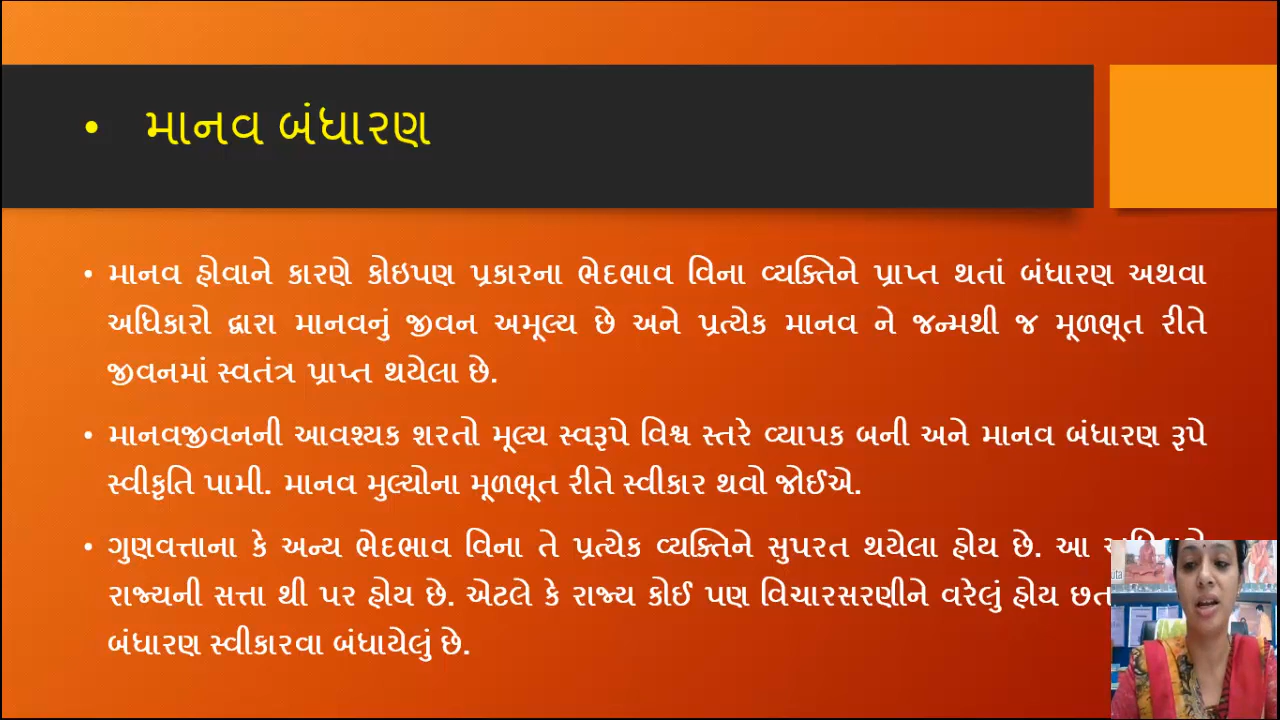 • માનવ બંધારણ
• માનવ હોવાને કારણે કોઇપણ પ્રકારના ભેદભાવ વિના વ્યક્તિને પ્રાપ્ત થતાં બંધારણ અથવા
અધિકારો દ્વારા માનવનું જીવન અમૂલ્ય છે અને પ્રત્યેક માનવ ને જન્મથી જ મૂળભૂત રીતે
જીવનમાં સ્વતંત્ર પ્રાપ્ત થયેલા છે.
• માનવજીવનની આવશ્યક શરતો મૂલ્ય સ્વરૂપે વિશ્વ સ્તરે વ્યાપક બની અને માનવ બંધારણ રૂપે
સ્વીકૃતિ પામી. માનવ મુલ્યોના મૂળભૂત રીતે સ્વીકાર થવો જોઈએ.
• ગુણવત્તાના કે અન્ય ભેદભાવ વિના તે પ્રત્યેક વ્યક્તિને સુપરત થયેલા હોય છે. આ
રાજ્યની સત્તા થી પર હોય છે. એટલે કે રાજ્ય કોઈ પણ વિચારસરણીને વરેલું હોય
બંધારણ સ્વીકારવા બંધાયેલું છે.